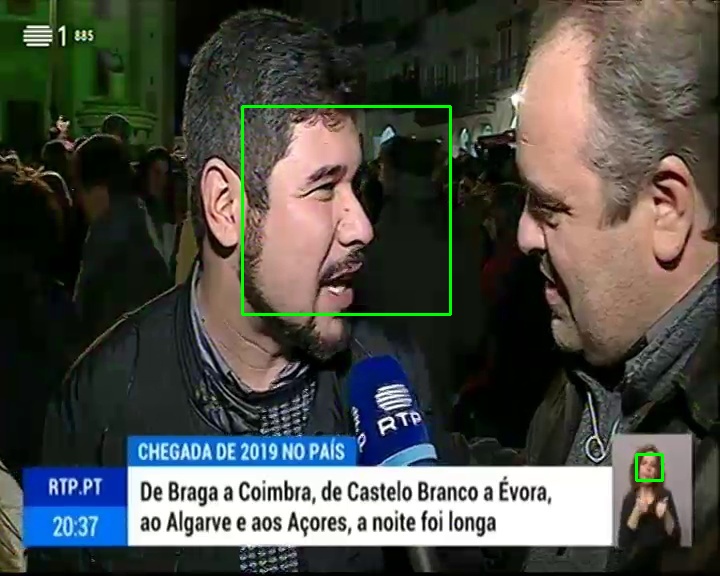 1 885
RTP
CHEGADA DE 2019 NO PAÍS
RTP.PT
De Braga a Coimbra, de Castelo Branco a Évora,
20:37
ao Algarve e aos Açores, a noite foi longa